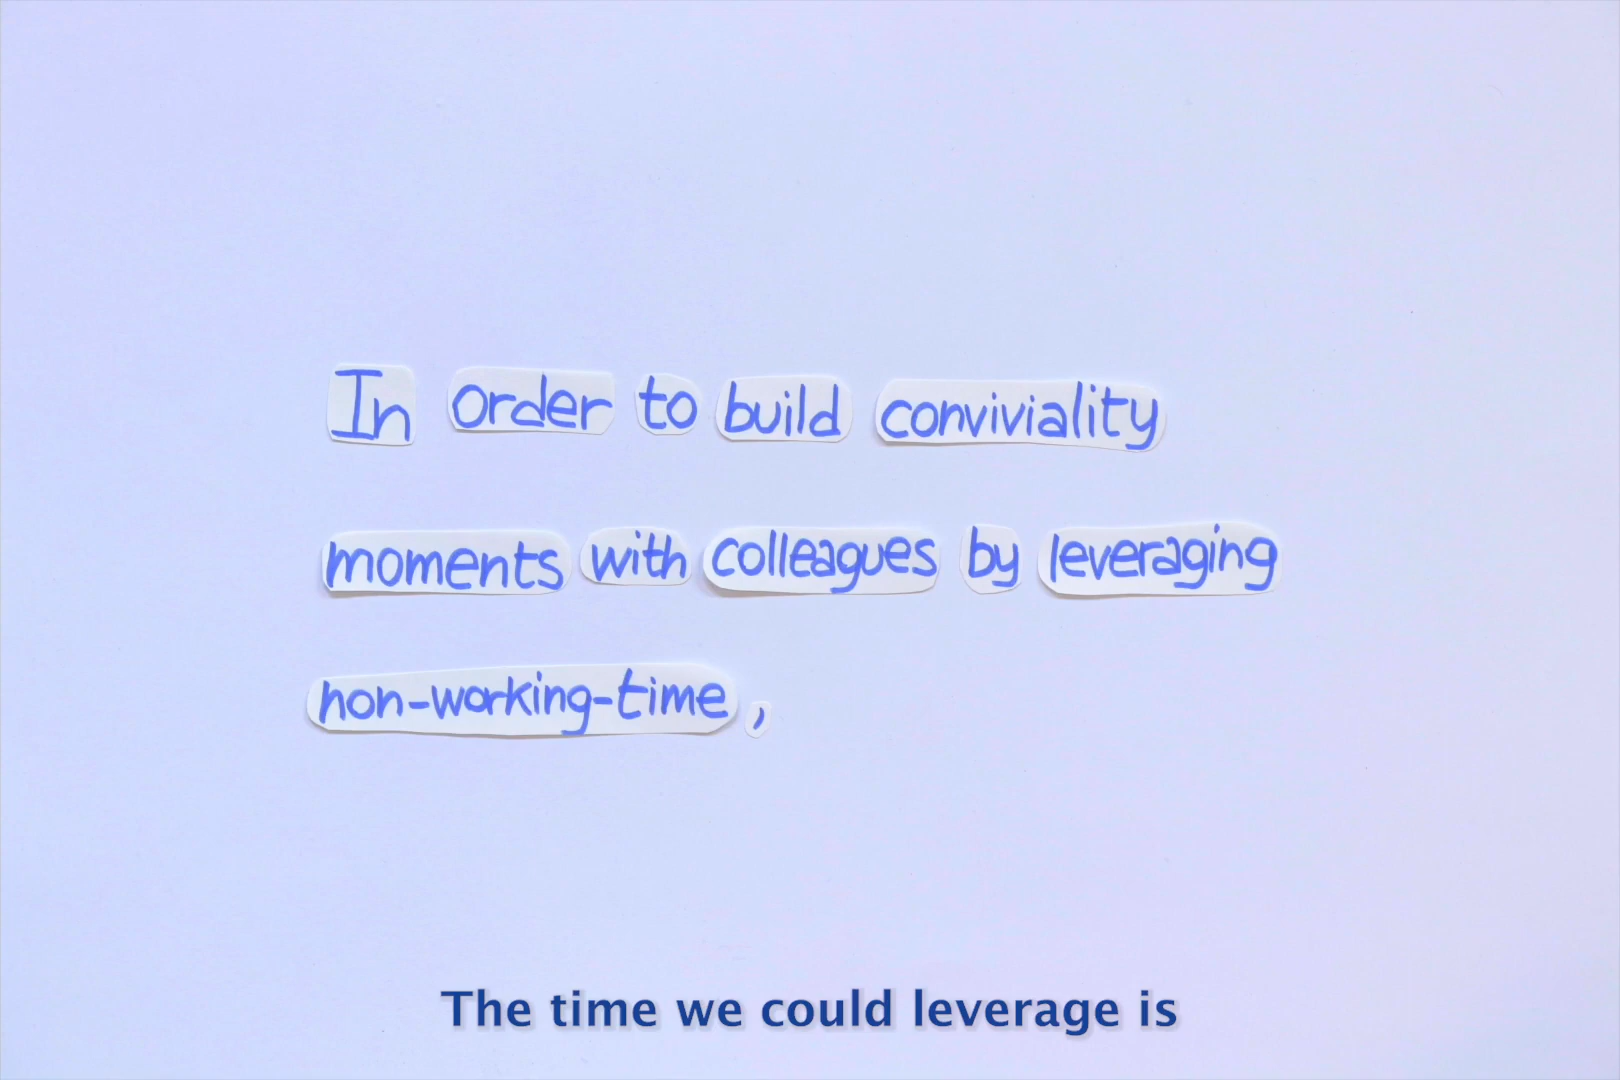 In order to build conviviality
moments with colleagues by leveraging
non-working-time,
The time we could leverage is